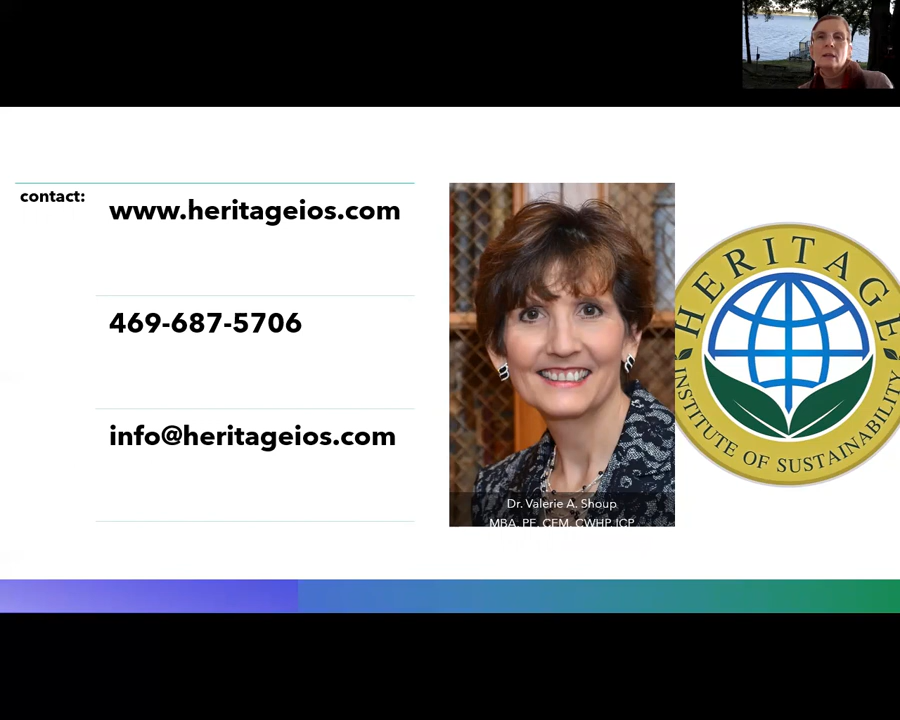 contact:
www.heritageios.com
469-687-5706
info@heritageios.com
Dr. Valerie A. Shoup
MBA, PE, CEM, CWHP, ICP
HERITAGE
INSTITUTE OF SUSTAINABILITY